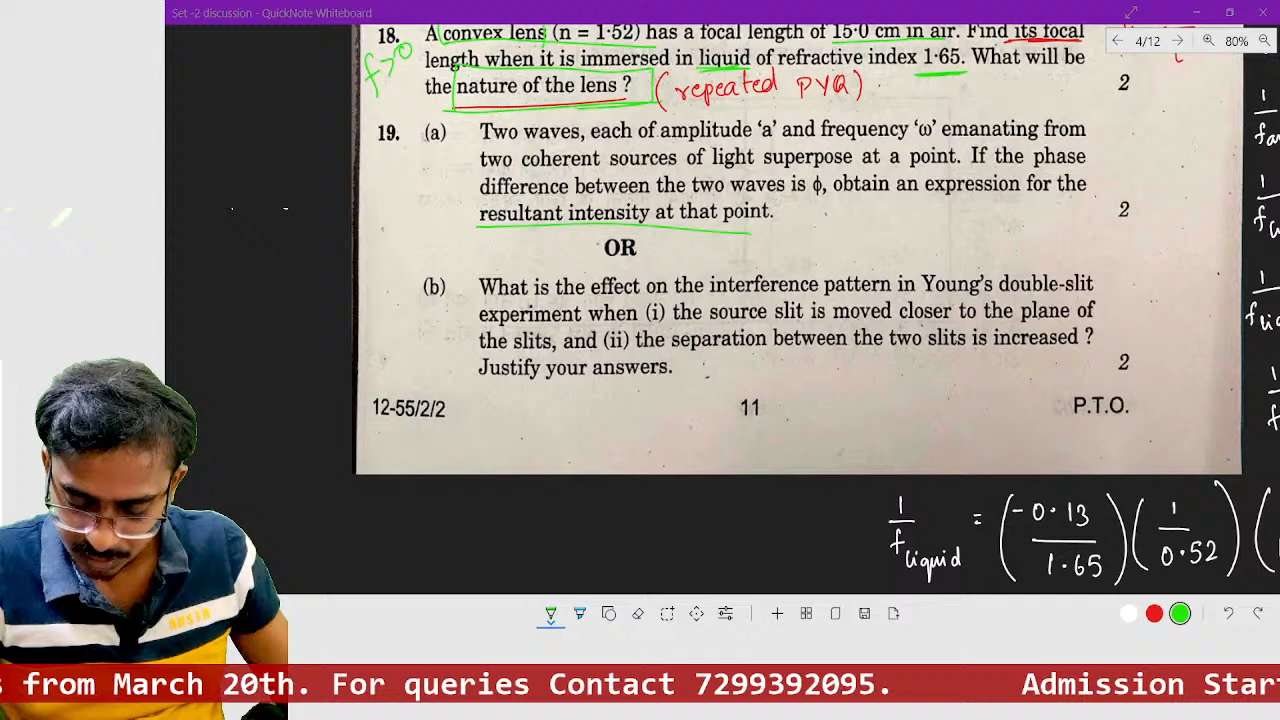 Set -2 discussion - QuickNote Whiteboard
4/12
80%
18. A convex lens (n = 1·52) has a focal length of 15·0 cm in air. Find its focal
length when it is immersed in liquid of refractive index 1·65. What will be
the nature of the lens ? 2
f>0
(repeated PYQ)
19. (a) Two waves, each of amplitude ‘a’ and frequency ‘ω’ emanating from
two coherent sources of light superpose at a point. If the phase
difference between the two waves is ϕ, obtain an expression for the
resultant intensity at that point. 2
OR
(b) What is the effect on the interference pattern in Young’s double-slit
experiment when (i) the source slit is moved closer to the plane of
the slits, and (ii) the separation between the two slits is increased ?
Justify your answers. 2
12-55/2/2 11 P.T.O.
1/f liquid = (-0·13/1·65)(1/0·52)(
s from March 20th. For queries Contact 7299392095. Admission Star